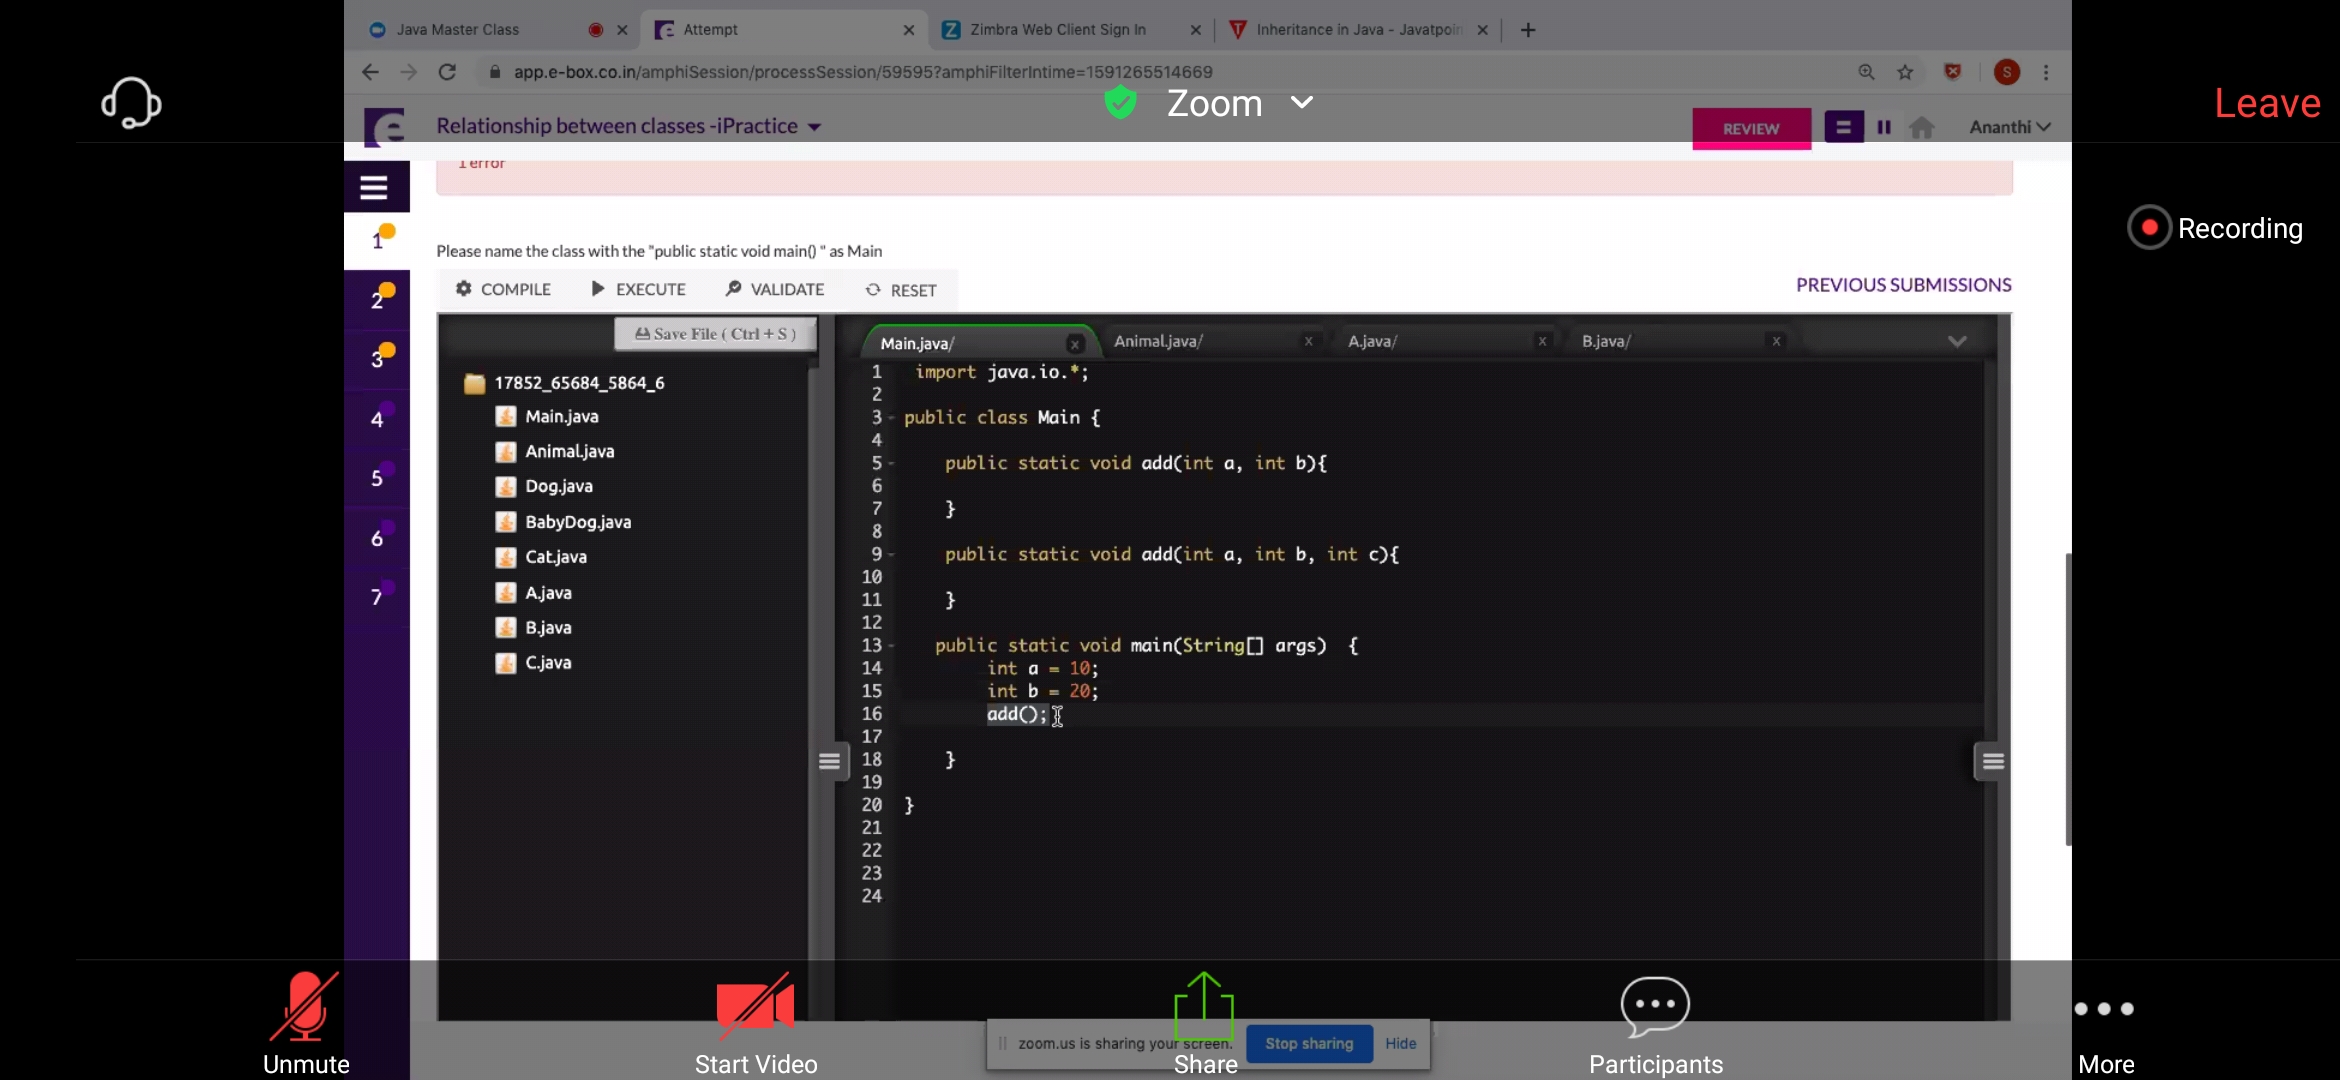 Java Master Class
Attempt
Zimbra Web Client Sign In
Inheritance in Java - Javatpoin
app.e-box.co.in/amphiSession/processSession/59595?amphiFilterIntime=1591265514669
S
Zoom
Leave
Relationship between classes -iPractice
REVIEW
Ananthi
1 error
Recording
1
2
3
4
5
6
7
Please name the class with the "public static void main() " as Main
COMPILE
EXECUTE
VALIDATE
RESET
PREVIOUS SUBMISSIONS
Save File ( Ctrl + S )
17852_65684_5864_6
Main.java
Animal.java
Dog.java
BabyDog.java
Cat.java
A.java
B.java
C.java
Main.java/ x
Animal.java/ x
A.java/ x
B.java/ x
1 import java.io.*;
2
3 public class Main {
4
5 public static void add(int a, int b){
6
7 }
8
9 public static void add(int a, int b, int c){
10
11 }
12
13 public static void main(String[] args)  {
14 int a = 10;
15 int b = 20;
16 add();
17
18 }
19
20 }
21
22
23
24
zoom.us is sharing your screen.
Stop sharing
Hide
Unmute
Start Video
Share
Participants
More